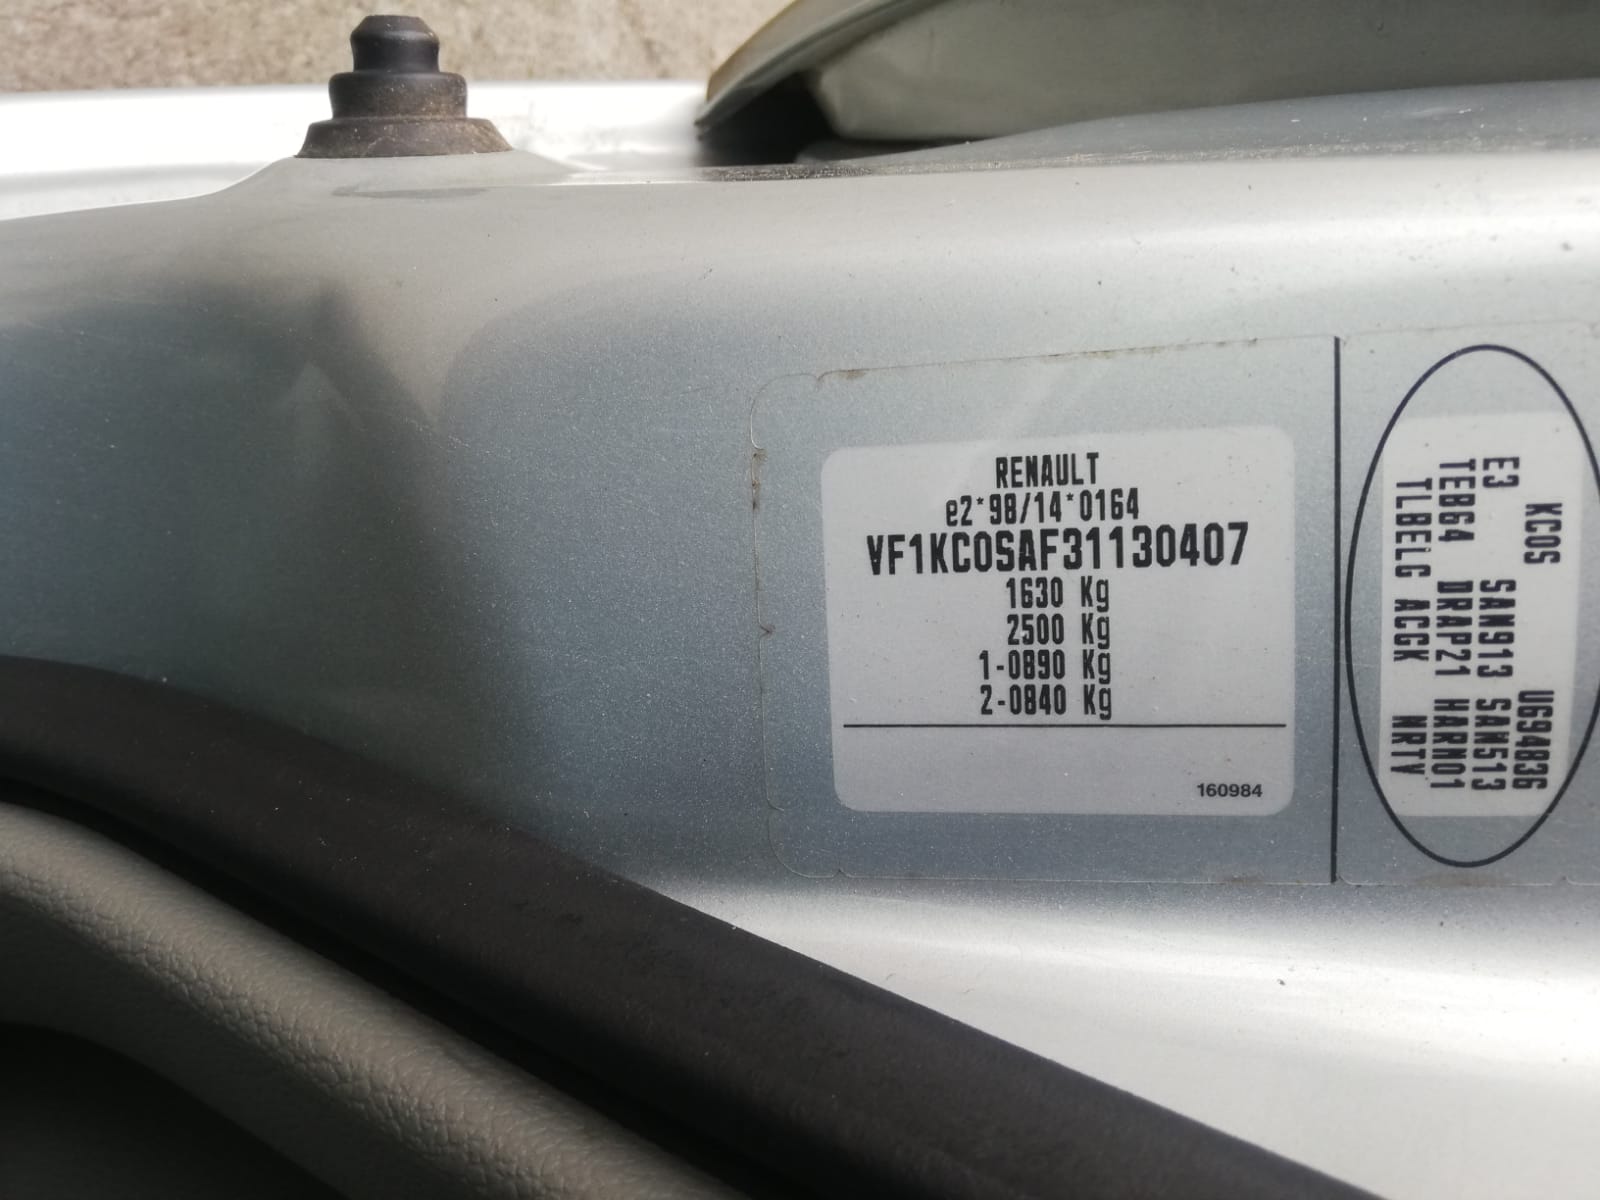 RENAULT
e2*98/14*0164
VF1KC0SAF31130407
1630 Kg
2500 Kg
1-0890 Kg
2-0840 Kg
160984
KC0S U694836
E3 SAN913 SAN513
TEB64 DRAP21 HARN01
TLBELG ACGK NRTV